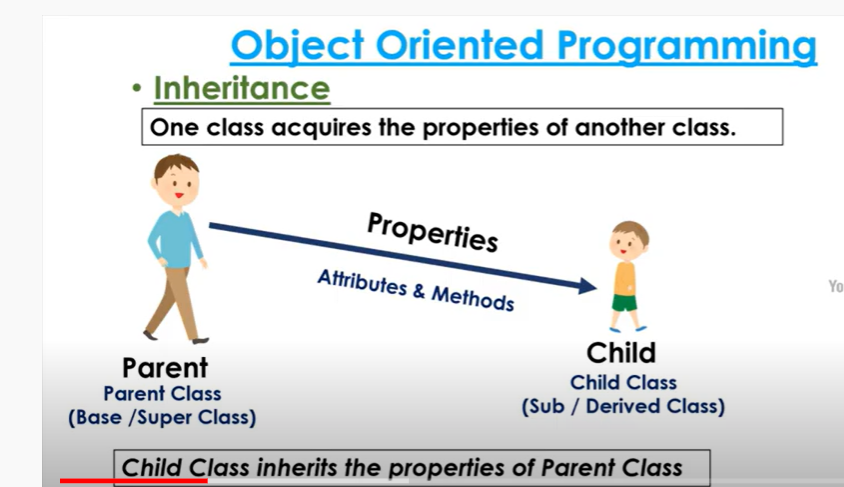 Object Oriented Programming
• Inheritance
One class acquires the properties of another class.
Properties
Attributes & Methods
Parent
Parent Class
(Base /Super Class)
Child
Child Class
(Sub / Derived Class)
Child Class inherits the properties of Parent Class